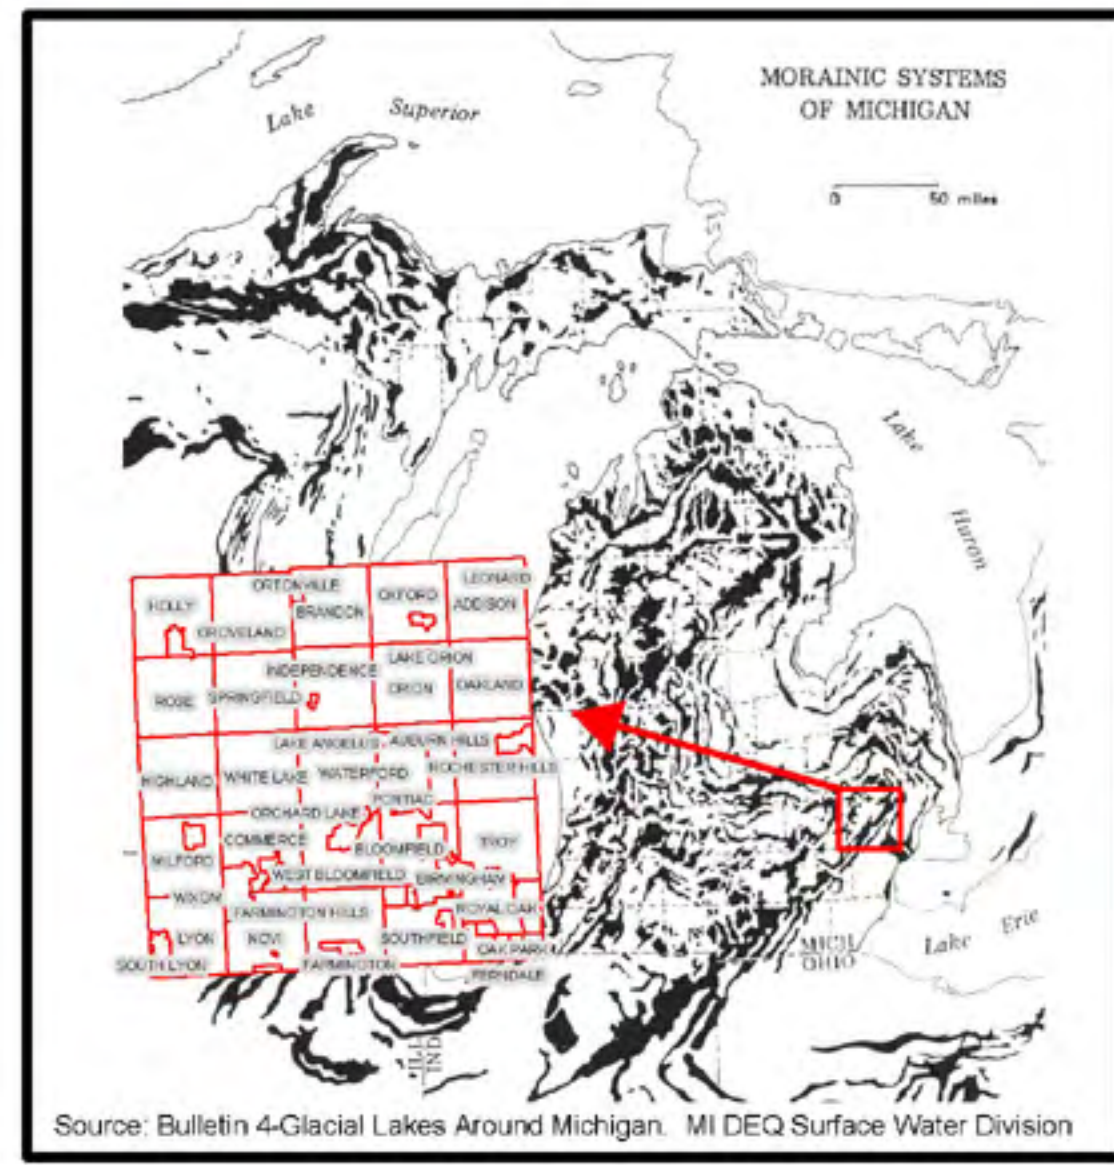 MORAINIC SYSTEMS
OF MICHIGAN
Lake Superior
0 50 miles
Lake
Huron
ORTONVILLE
LEONARD
HOLLY
OXFORD
ADDISON
BRANDON
GROVELAND
LAKE ORION
INDEPENDENCE
ROSE
SPRINGFIELD
ORION
OAKLAND
LAKE ANGELUS
AUBURN HILLS
HIGHLAND
WHITE LAKE
WATERFORD
ROCHESTER HILLS
PONTIAC
ORCHARD LAKE
COMMERCE
BLOOMFIELD
TROY
MILFORD
WEST BLOOMFIELD
BIRMINGHAM
WIXOM
FARMINGTON HILLS
ROYAL OAK
LYON
NOVI
SOUTHFIELD
OAK PARK
SOUTH LYON
FARMINGTON
FERNDALE
MICH
OHIO
Lake Erie
ILL
IND
Source: Bulletin 4-Glacial Lakes Around Michigan. MI DEQ Surface Water Division